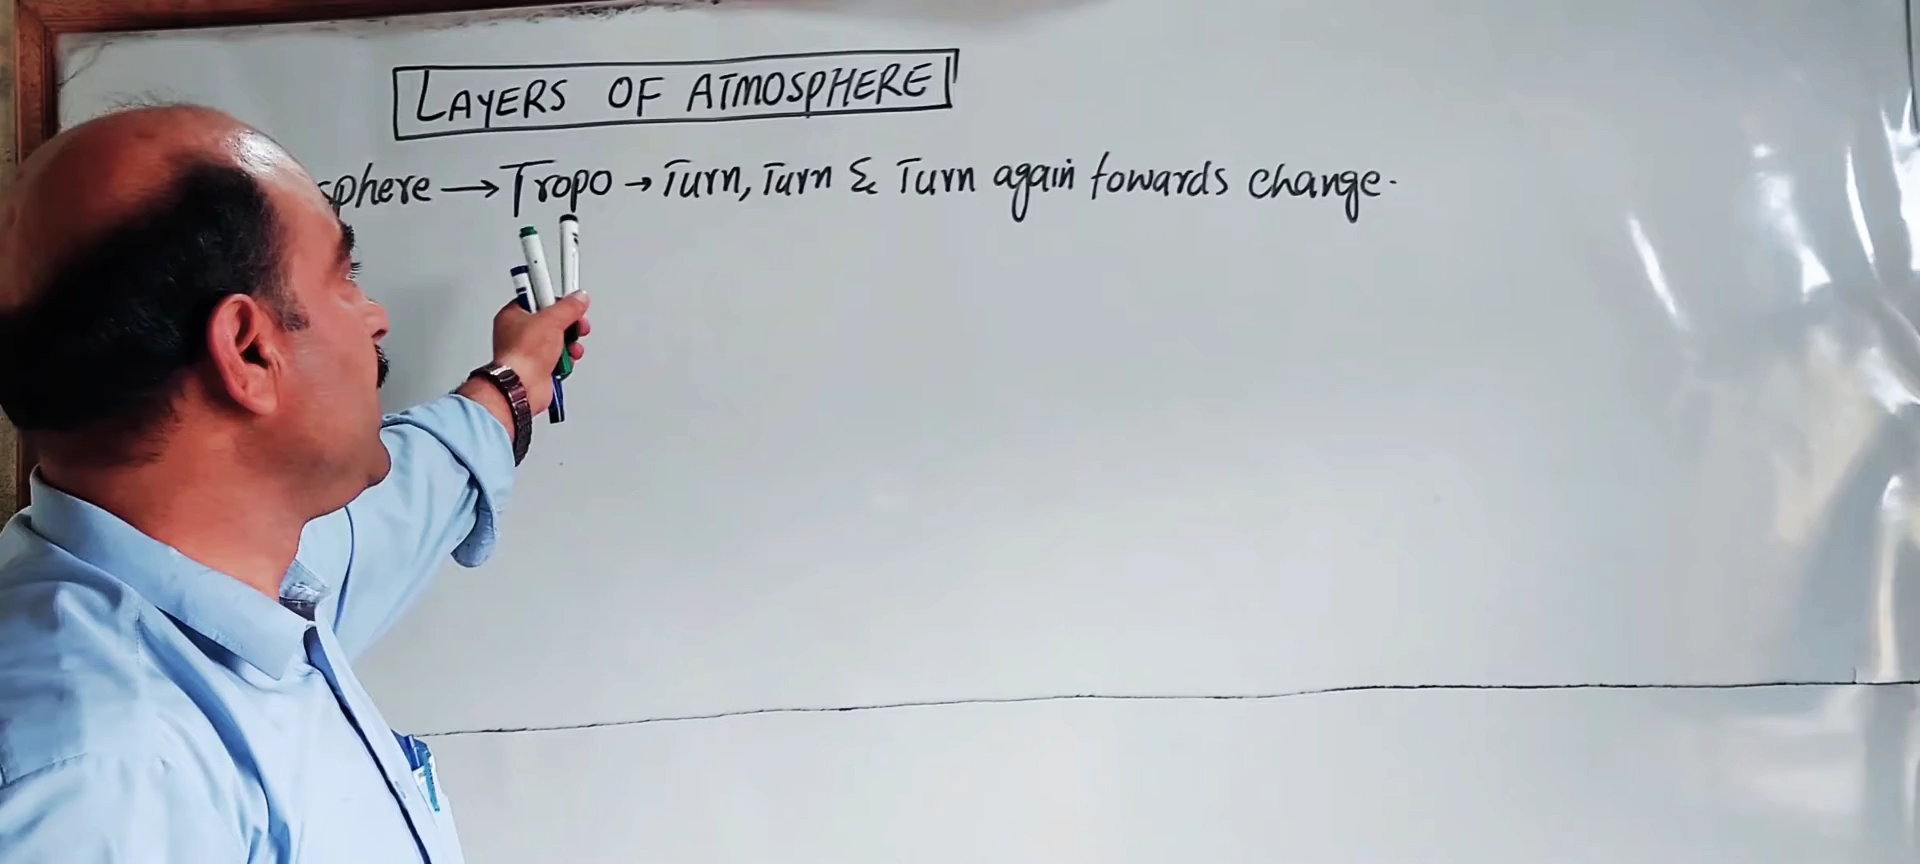 LAYERS OF ATMOSPHERE
sphere → Tropo → Turn, Turn & Turn again towards change.